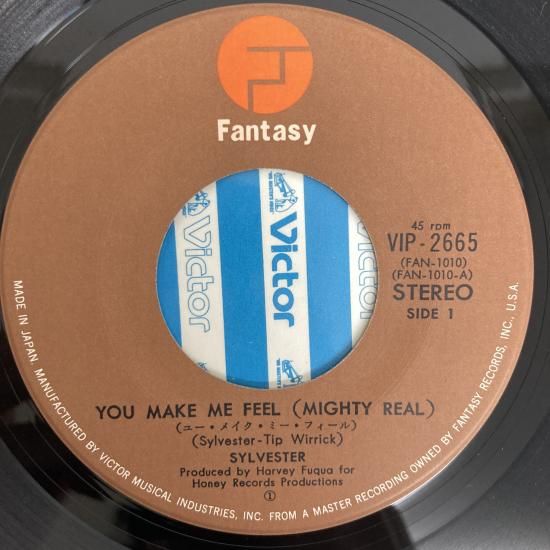 Fantasy
Victor
Victor
Victor
45 rpm
VIP-2665
(FAN-1010)
(FAN-1010-A)
STEREO
SIDE 1
YOU MAKE ME FEEL (MIGHTY REAL)
(ユー・メイク・ミー・フィール)
(Sylvester-Tip Wirrick)
SYLVESTER
Produced by Harvey Fuqua for
Honey Records Productions
①
MADE IN JAPAN. MANUFACTURED BY VICTOR MUSICAL INDUSTRIES, INC. FROM A MASTER RECORDING OWNED BY FANTASY RECORDS, INC., U.S.A.